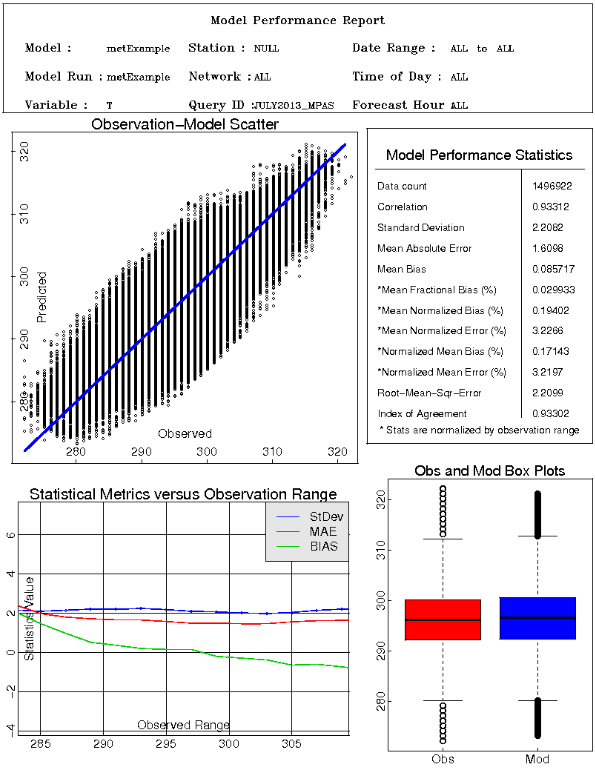 Model Performance Report
Model : metExample Station : NULL Date Range : ALL to ALL
Model Run : metExample Network : ALL Time of Day : ALL
Variable : T Query ID : JULY2013_MPAS Forecast Hour ALL
Observation-Model Scatter
320
310
300
290
280
Predicted
Observed
280 290 300 310 320
Model Performance Statistics
Data count 1496922
Correlation 0.93312
Standard Deviation 2.2082
Mean Absolute Error 1.6098
Mean Bias 0.085717
*Mean Fractional Bias (%) 0.029933
*Mean Normalized Bias (%) 0.19402
*Mean Normalized Error (%) 3.2266
*Normalized Mean Bias (%) 0.17143
*Normalized Mean Error (%) 3.2197
Root-Mean-Sqr-Error 2.2099
Index of Agreement 0.93302
* Stats are normalized by observation range
Statistical Metrics versus Observation Range
StDev
MAE
BIAS
6
4
2
0
-2
-4
Statistics Value
Observed Range
285 290 295 300 305
Obs and Mod Box Plots
320
310
300
290
280
Obs Mod